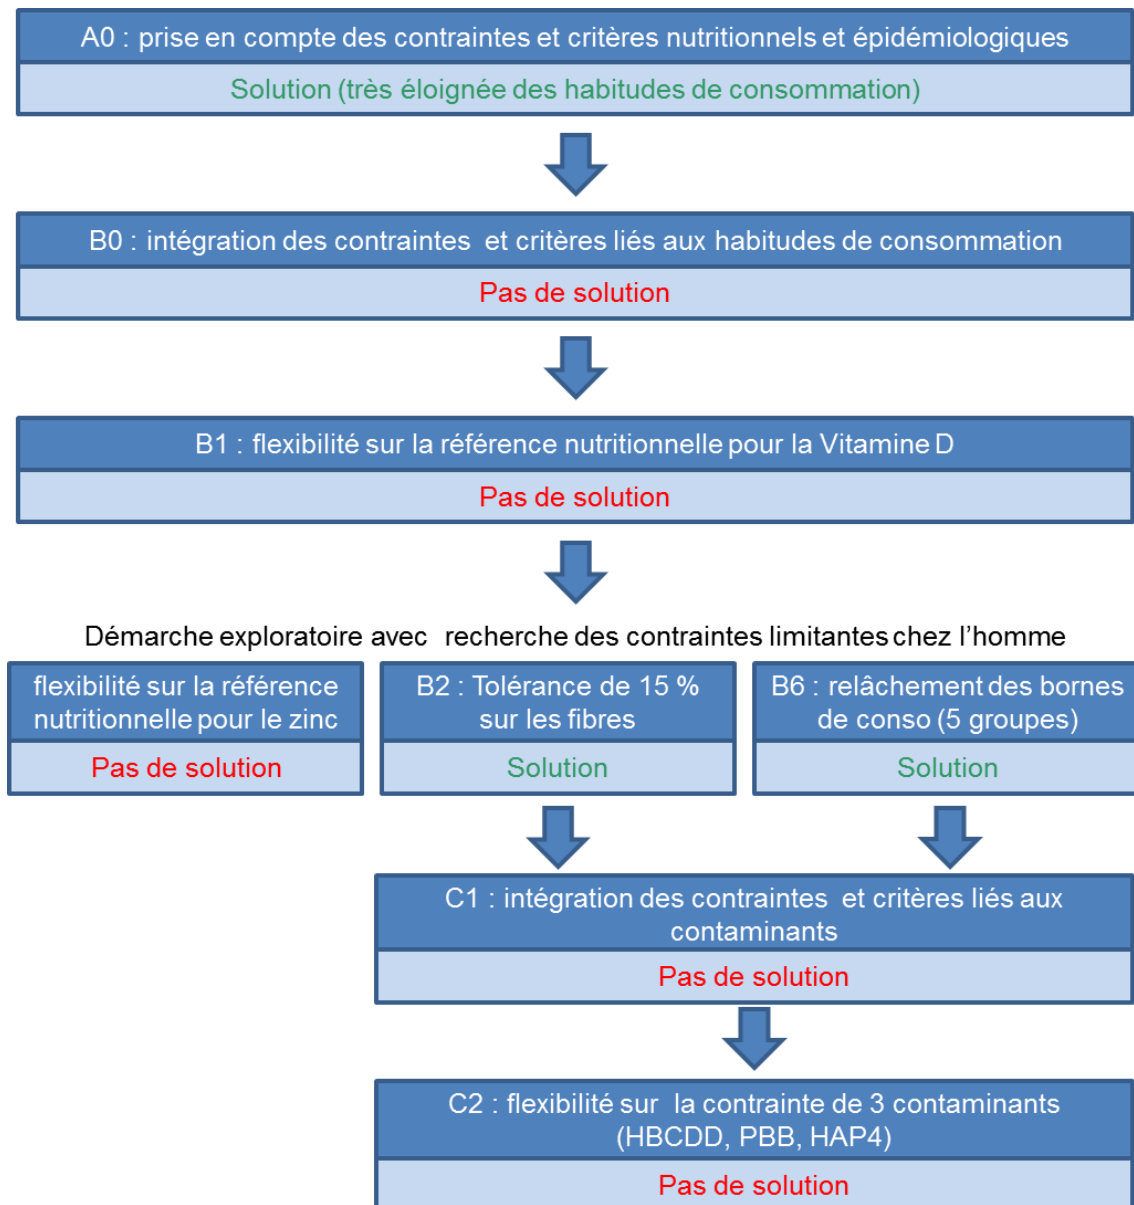 A0 : prise en compte des contraintes et critères nutritionnels et épidémiologiques
Solution (très éloignée des habitudes de consommation)
B0 : intégration des contraintes et critères liés aux habitudes de consommation
Pas de solution
B1 : flexibilité sur la référence nutritionnelle pour la Vitamine D
Pas de solution
Démarche exploratoire avec recherche des contraintes limitantes chez l'homme
flexibilité sur la référence
nutritionnelle pour le zinc
Pas de solution
B2 : Tolérance de 15 %
sur les fibres
Solution
B6 : relâchement des bornes
de conso (5 groupes)
Solution
C1 : intégration des contraintes et critères liés aux
contaminants
Pas de solution
C2 : flexibilité sur la contrainte de 3 contaminants
(HBCDD, PBB, HAP4)
Pas de solution